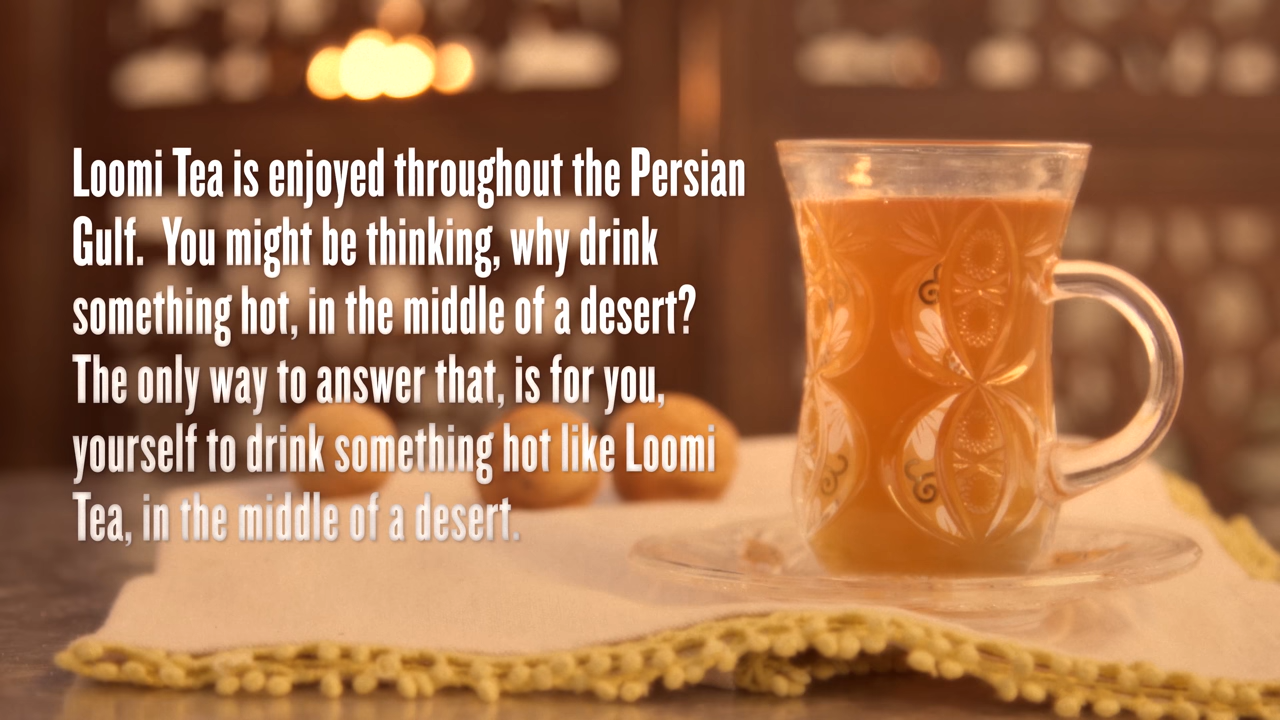 Loomi Tea is enjoyed throughout the Persian
Gulf.  You might be thinking, why drink
something hot, in the middle of a desert?
The only way to answer that, is for you,
yourself to drink something hot like Loomi
Tea, in the middle of a desert.